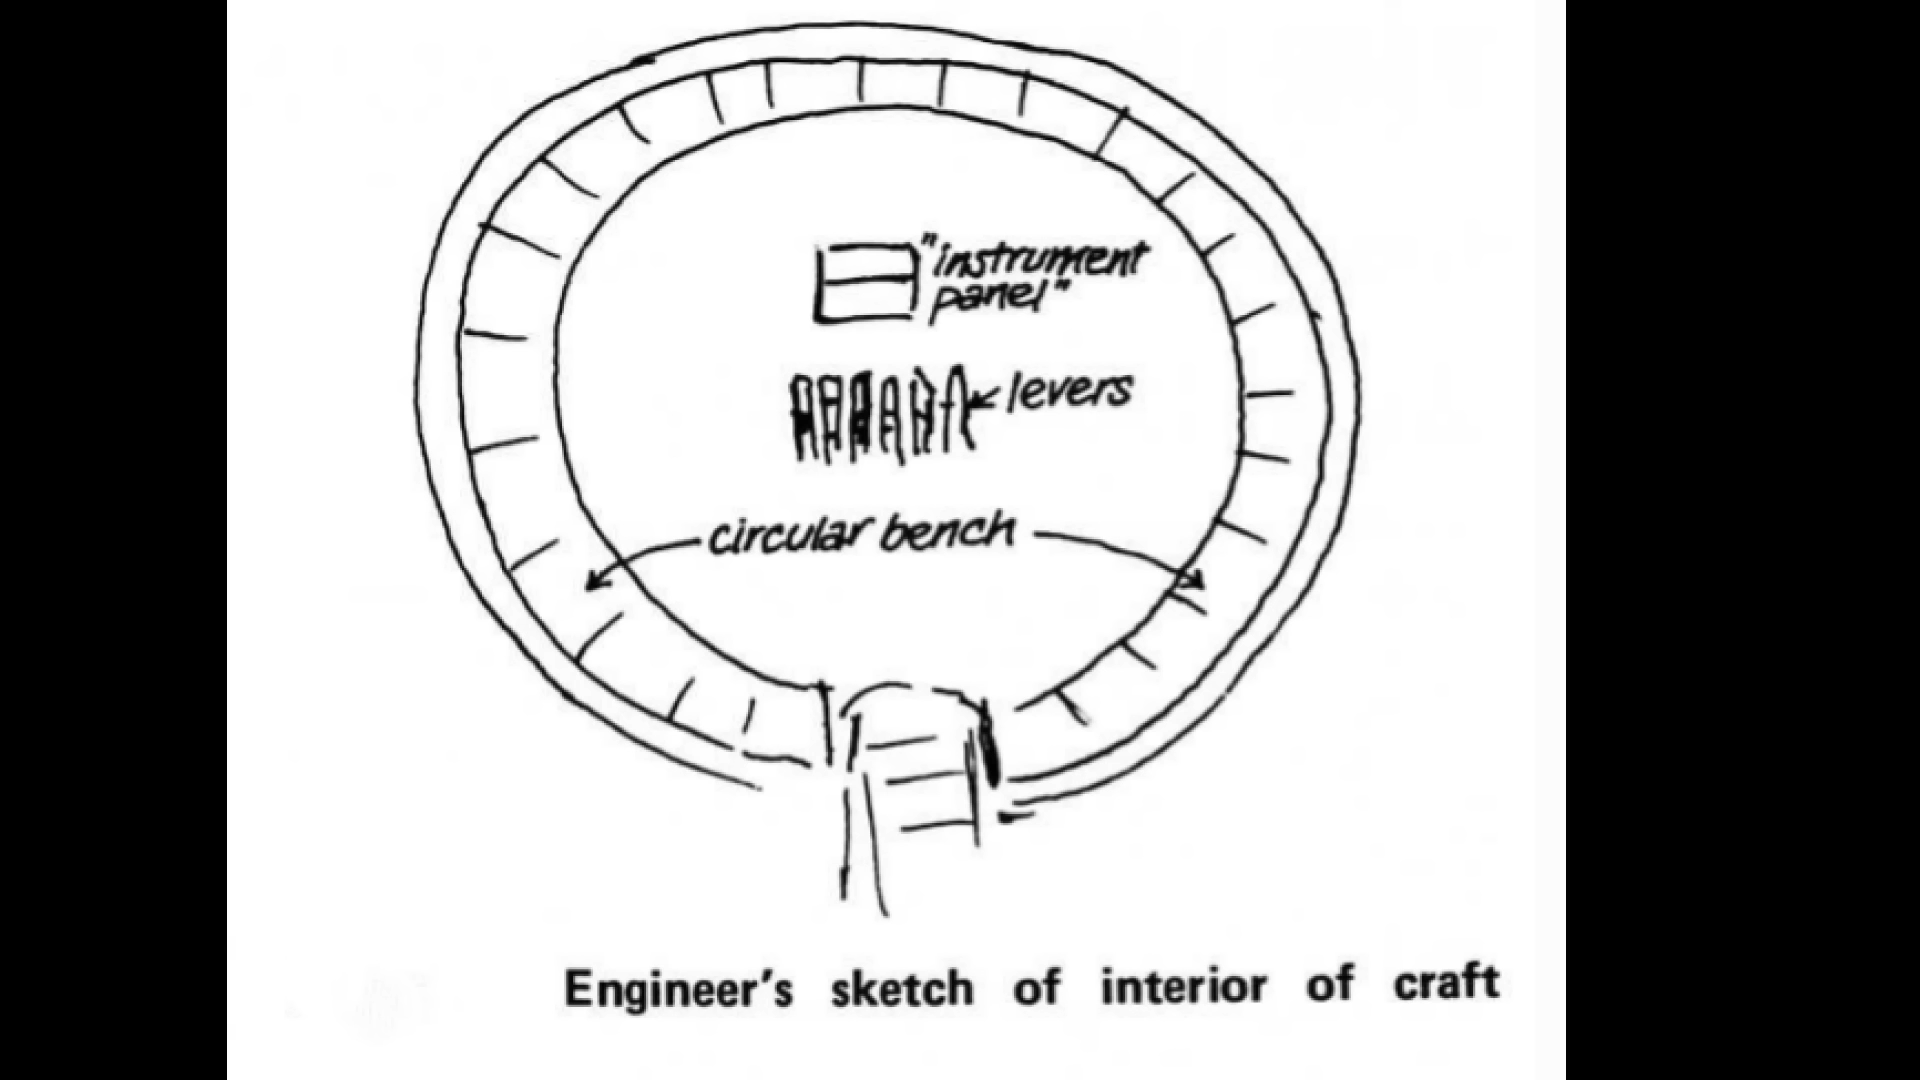 "instrument
panel"
levers
circular bench
Engineer's sketch of interior of craft